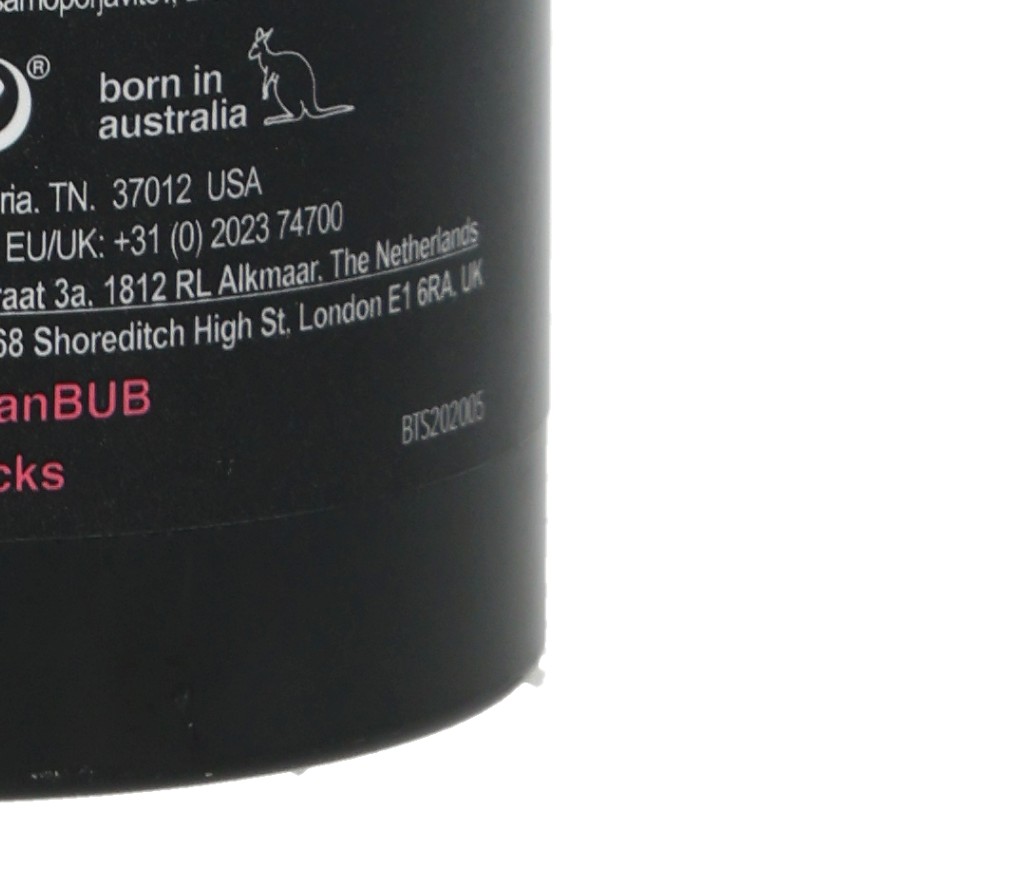 ®
born in
australia
ria. TN. 37012 USA
EU/UK: +31 (0) 2023 74700
raat 3a. 1812 RL Alkmaar. The Netherlands
68 Shoreditch High St, London E1 6RA, UK
anBUB
BTS202005
cks